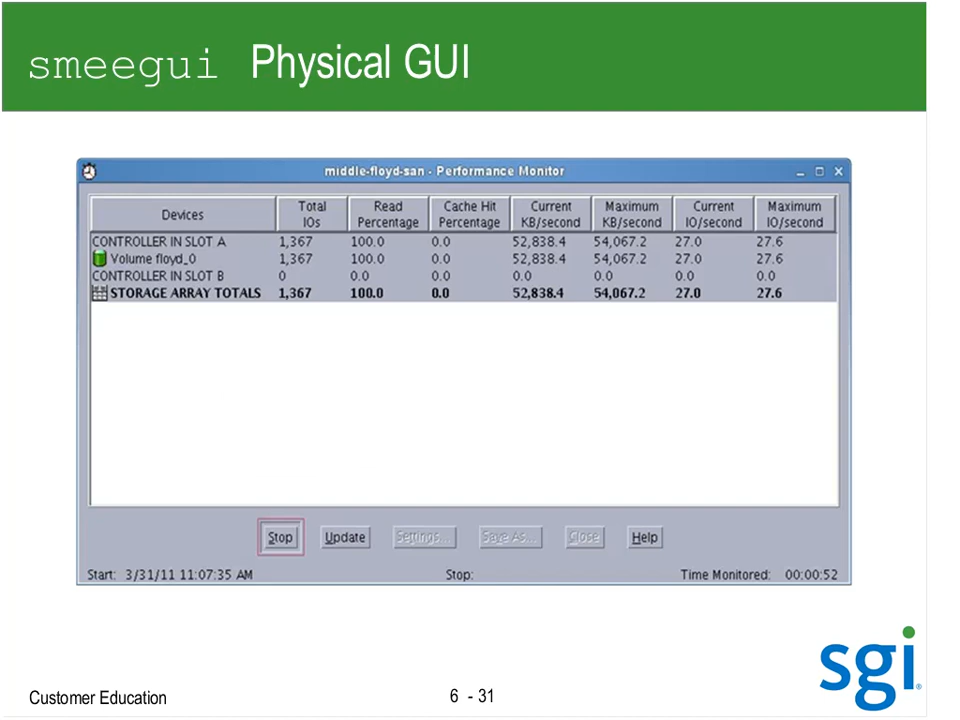 smeegui Physical GUI
middle-floyd-san - Performance Monitor
Devices Total IOs Read Percentage Cache Hit Percentage Current KB/second Maximum KB/second Current IO/second Maximum IO/second
CONTROLLER IN SLOT A 1,367 100.0 0.0 52,838.4 54,067.2 27.0 27.6
Volume floyd_0 1,367 100.0 0.0 52,838.4 54,067.2 27.0 27.6
CONTROLLER IN SLOT B 0 0.0 0.0 0.0 0.0 0.0 0.0
STORAGE ARRAY TOTALS 1,367 100.0 0.0 52,838.4 54,067.2 27.0 27.6
Stop Update Settings... Save As... Close Help
Start: 3/31/11 11:07:35 AM Stop: Time Monitored: 00:00:52
sgi®
Customer Education 6 - 31